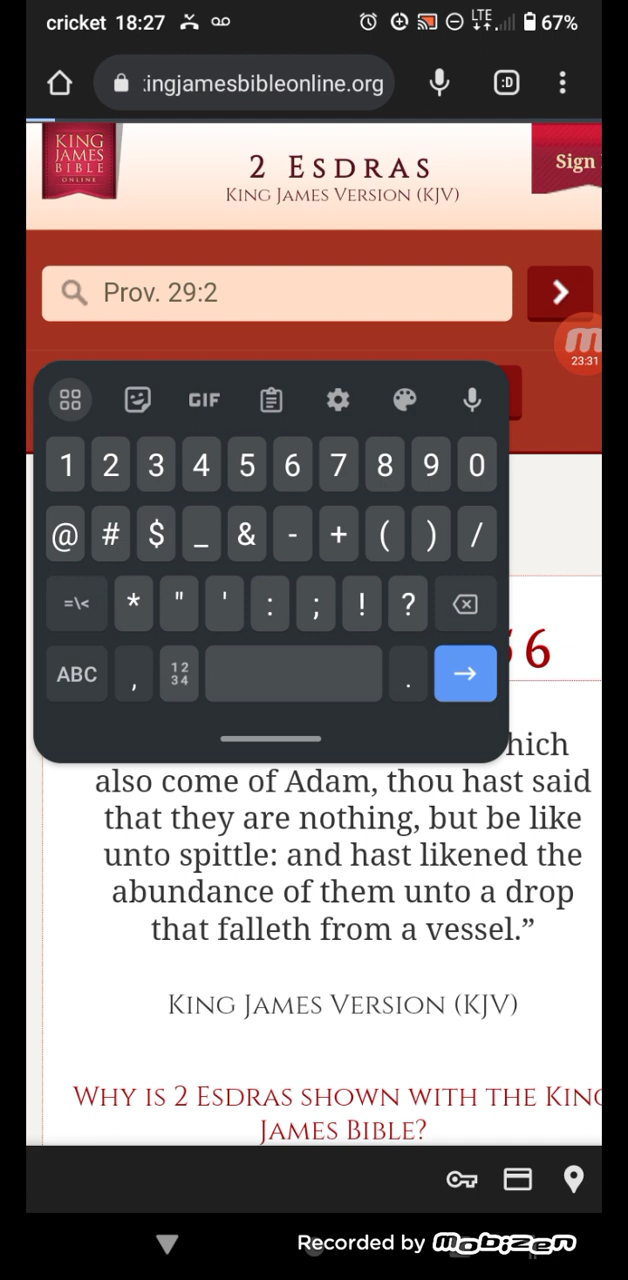 cricket 18:27 LTE 67%
:ingjamesbibleonline.org :D
KING
JAMES
BIBLE
ONLINE
2 ESDRAS
KING JAMES VERSION (KJV)
Sign
Prov. 29:2
23:31
GIF
1 2 3 4 5 6 7 8 9 0
@ # $ _ & - + ( ) /
=\< * " ' : ; ! ?
ABC , 12 34 .
6
hich
also come of Adam, thou hast said
that they are nothing, but be like
unto spittle: and hast likened the
abundance of them unto a drop
that falleth from a vessel.”
KING JAMES VERSION (KJV)
WHY IS 2 ESDRAS SHOWN WITH THE KING
JAMES BIBLE?
Recorded by Mobizen